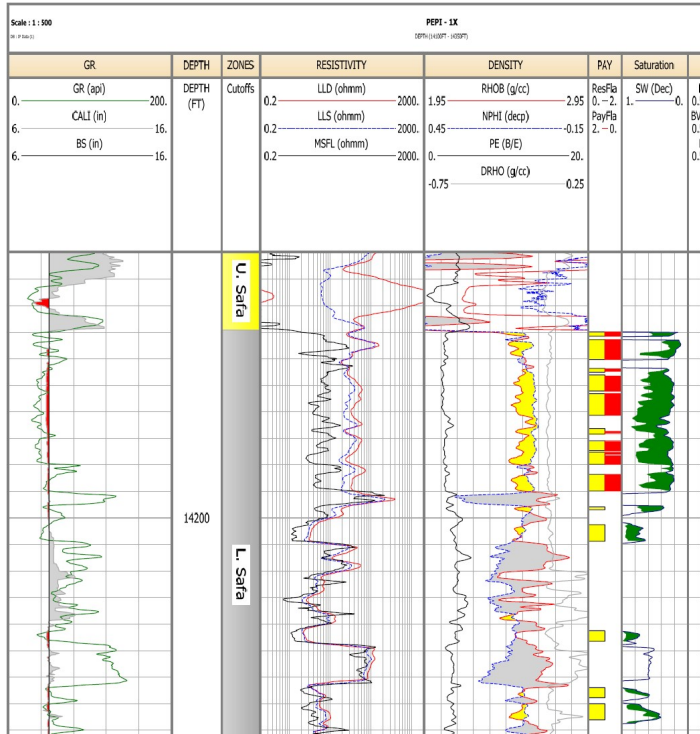 Scale : 1 : 500
PEPI - 1X
DEPTH (14100FT - 14350FT)
GR DEPTH ZONES RESISTIVITY DENSITY PAY Saturation
GR (api)
0. 200.
CALI (in)
6. 16.
BS (in)
6. 16.
DEPTH
(FT)
Cutoffs
LLD (ohmm)
0.2 2000.
LLS (ohmm)
0.2 2000.
MSFL (ohmm)
0.2 2000.
RHOB (g/cc)
1.95 2.95
NPHI (decp)
0.45 -0.15
PE (B/E)
0. 20.
DRHO (g/cc)
-0.75 0.25
ResFla
0. 2.
PayFla
2. 0.
SW (Dec)
1. 0.
U. Safa
14200
L. Safa